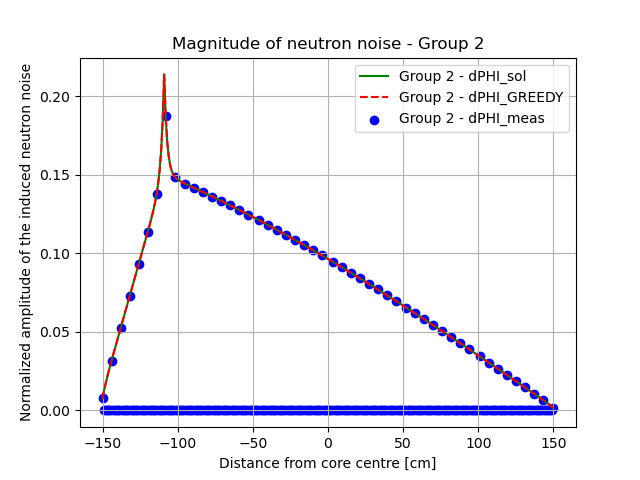 Magnitude of neutron noise - Group 2
Normalized amplitude of the induced neutron noise
0.20
0.15
0.10
0.05
0.00
Group 2 - dPHI_sol
Group 2 - dPHI_GREEDY
Group 2 - dPHI_meas
−150
−100
−50
0
50
100
150
Distance from core centre [cm]